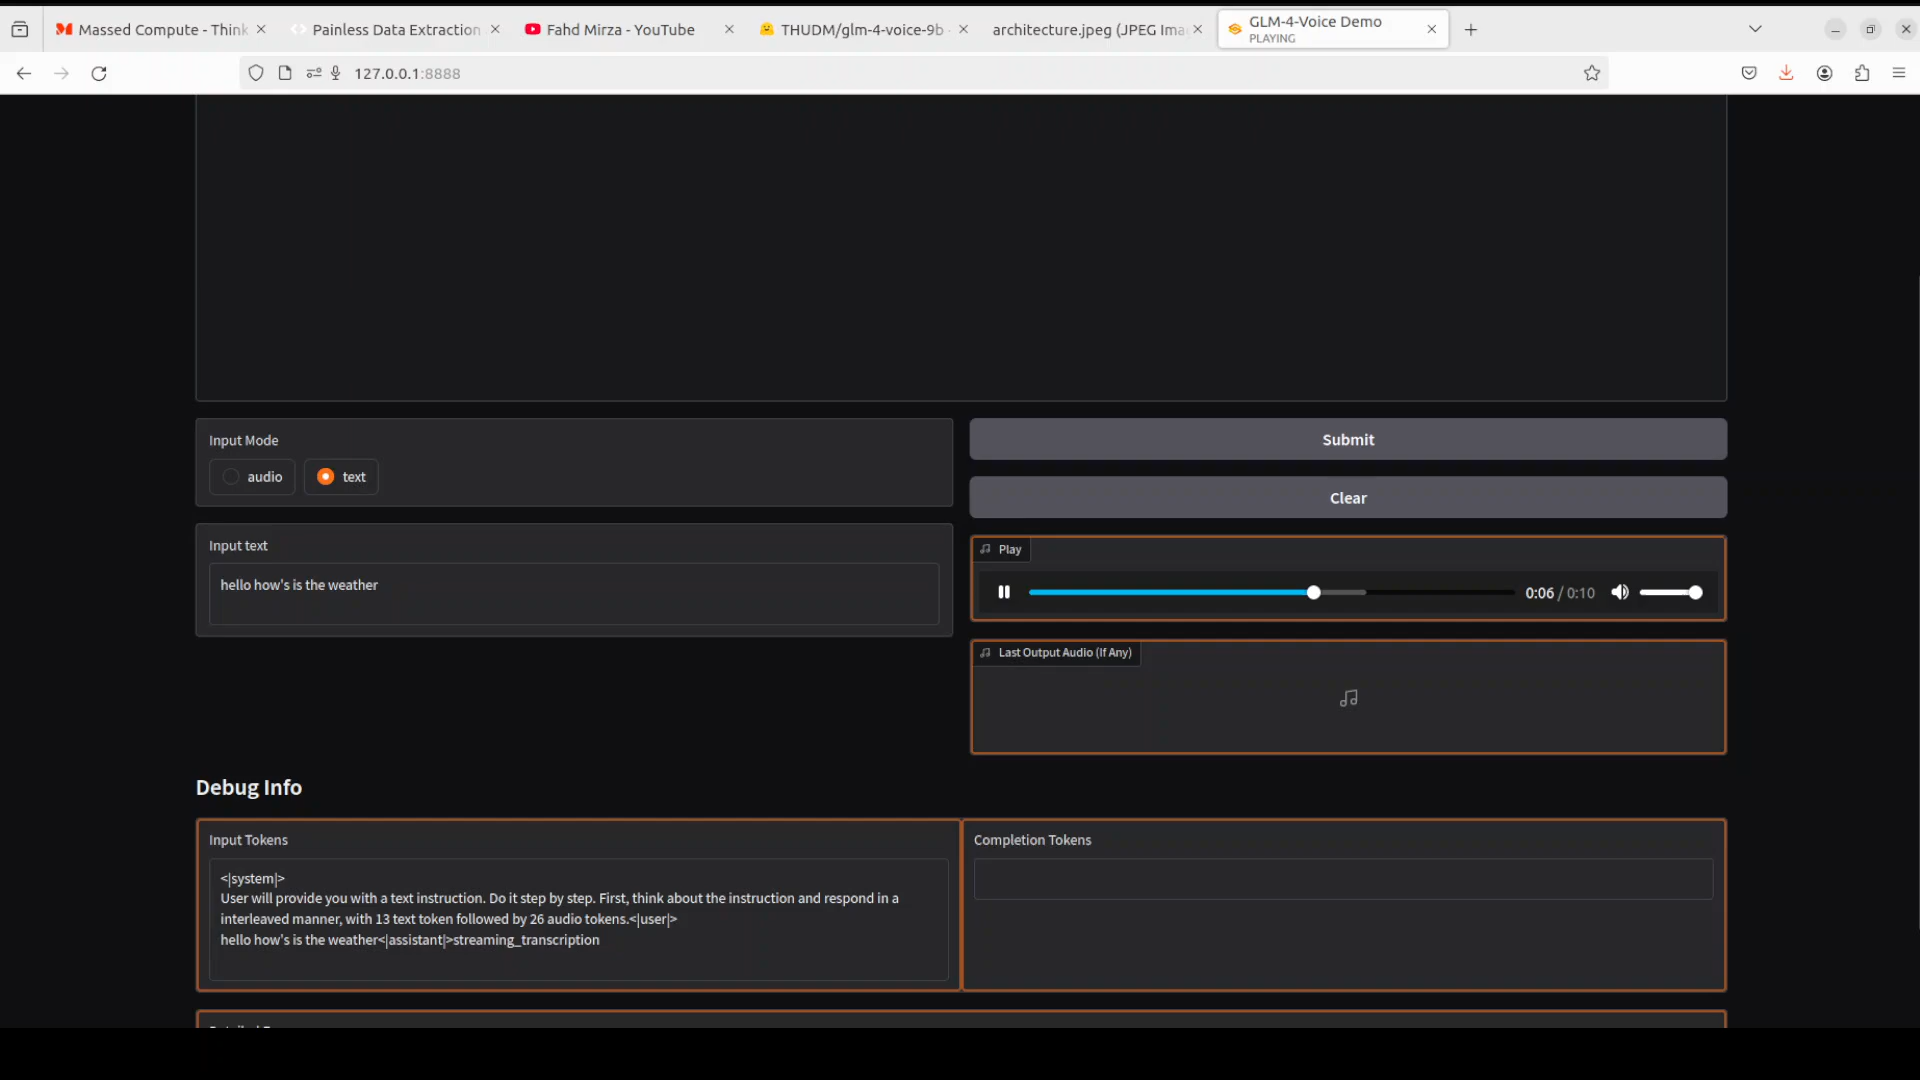 Massed Compute - Think
Painless Data Extraction
Fahd Mirza - YouTube
THUDM/glm-4-voice-9b
architecture.jpeg (JPEG Ima
GLM-4-Voice Demo
PLAYING
127.0.0.1:8888
Input Mode
audio
text
Submit
Clear
Input text
hello how's is the weather
Play
0:06 / 0:10
Last Output Audio (If Any)
Debug Info
Input Tokens
<|system|>
User will provide you with a text instruction. Do it step by step. First, think about the instruction and respond in a
interleaved manner, with 13 text token followed by 26 audio tokens.<|user|>
hello how's is the weather<|assistant|>streaming_transcription
Completion Tokens